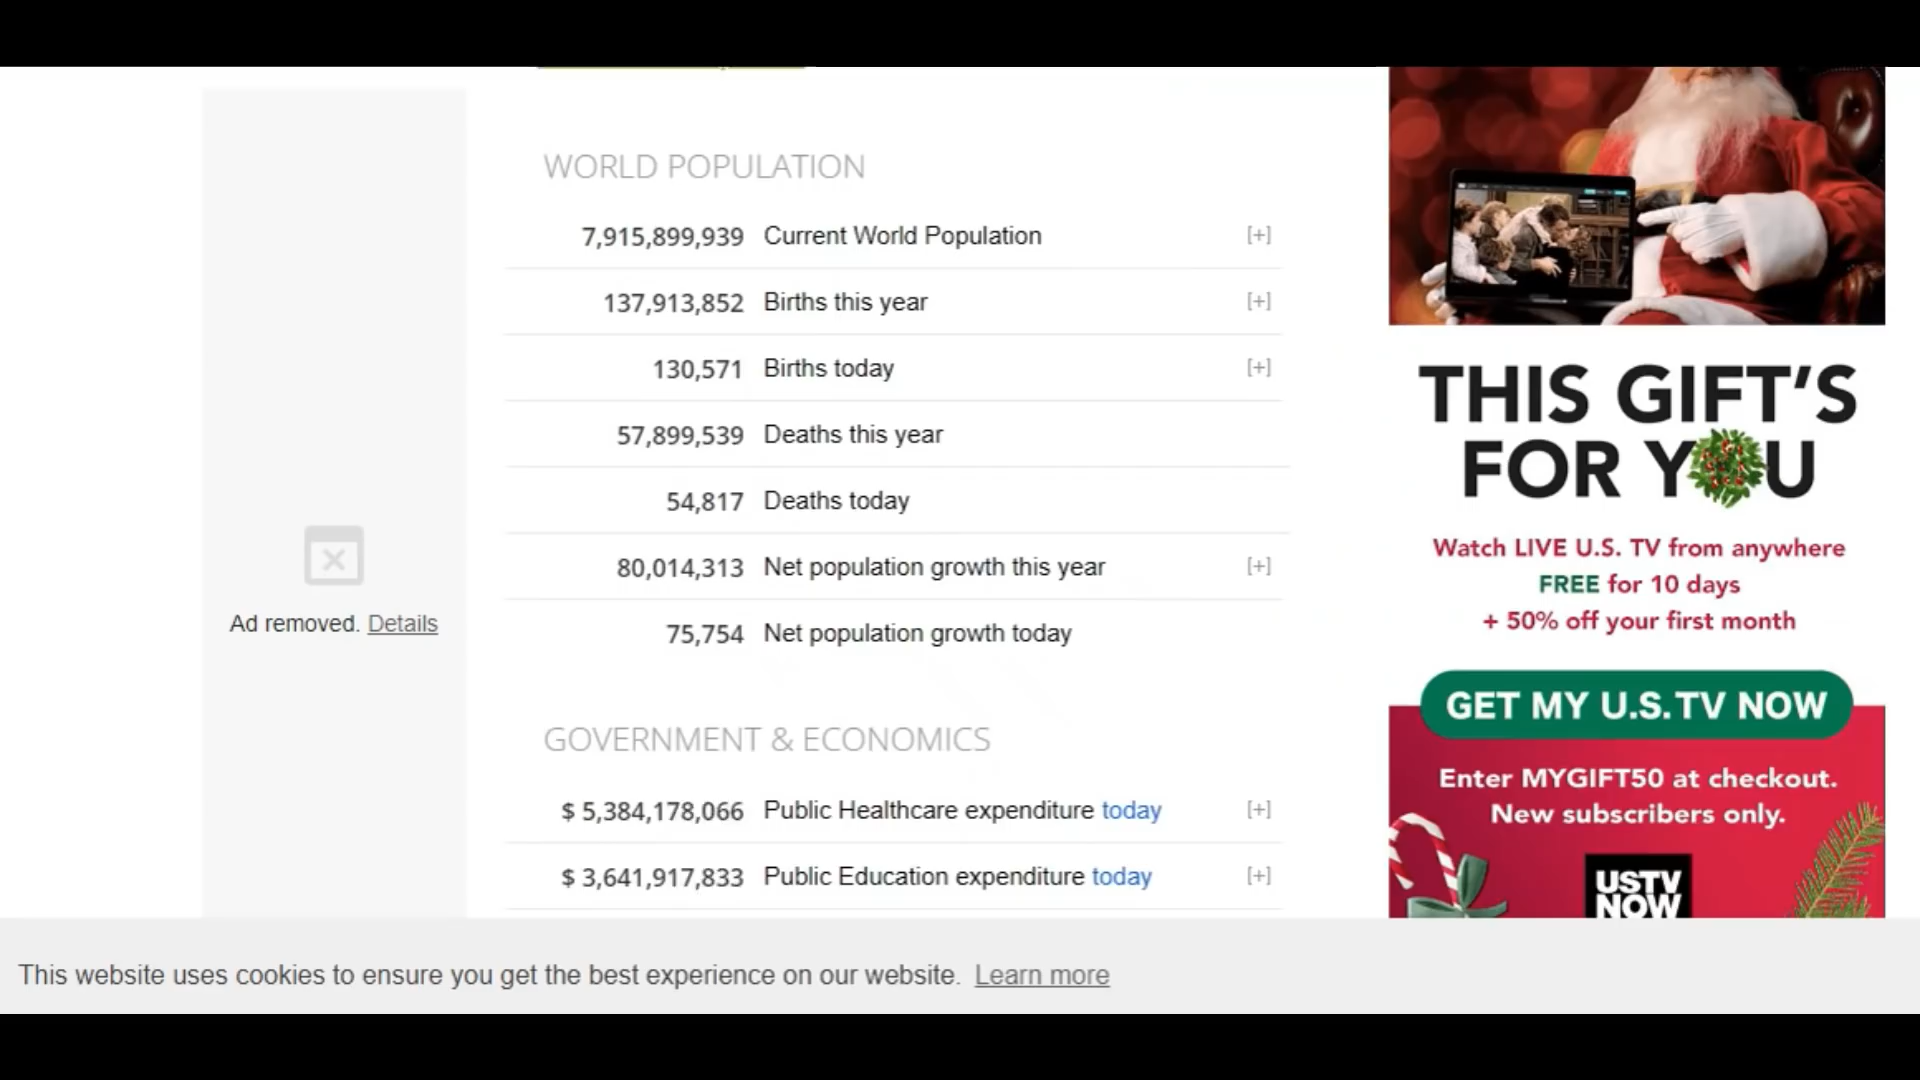 WORLD POPULATION
7,915,899,939 Current World Population [+]
137,913,852 Births this year [+]
130,571 Births today [+]
57,899,539 Deaths this year
54,817 Deaths today
80,014,313 Net population growth this year [+]
75,754 Net population growth today
GOVERNMENT & ECONOMICS
$ 5,384,178,066 Public Healthcare expenditure today [+]
$ 3,641,917,833 Public Education expenditure today [+]
Ad removed. Details
THIS GIFT'S
FOR YOU
Watch LIVE U.S. TV from anywhere
FREE for 10 days
+ 50% off your first month
GET MY U.S.TV NOW
Enter MYGIFT50 at checkout.
New subscribers only.
USTV
NOW
This website uses cookies to ensure you get the best experience on our website. Learn more